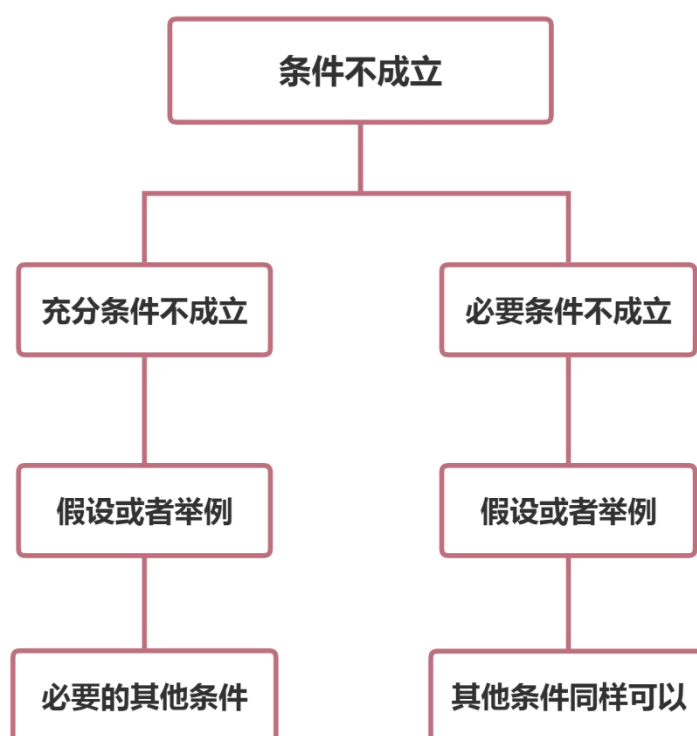 条件不成立
充分条件不成立
必要条件不成立
假设或者举例
假设或者举例
必要的其他条件
其他条件同样可以